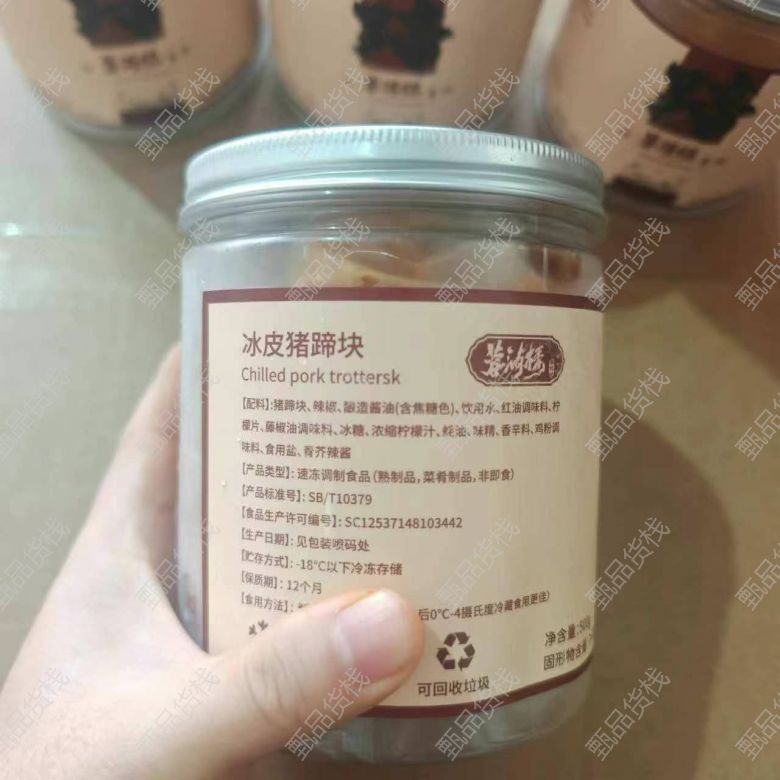 冰皮猪蹄块
Chilled pork trottersk
【配料】:猪蹄块、辣椒、酿造酱油(含焦糖色)、饮用水、红油调味料、柠
檬片、藤椒油调味料、冰糖、浓缩柠檬汁、蚝油、味精、香辛料、鸡粉调
味料、食用盐、青芥辣酱
【产品类型】:速冻调制食品(熟制品,菜肴制品,非即食)
【产品标准号】:SB/T10379
【食品生产许可编号】:SC12537148103442
【生产日期】:见包装喷码处
【贮存方式】:-18°C以下冷冻存储
【保质期】:12个月
【食用方法】:
后0°C-4摄氏度冷藏食用更佳)
净含量:500
固形物含量
可回收垃圾
甄品货栈